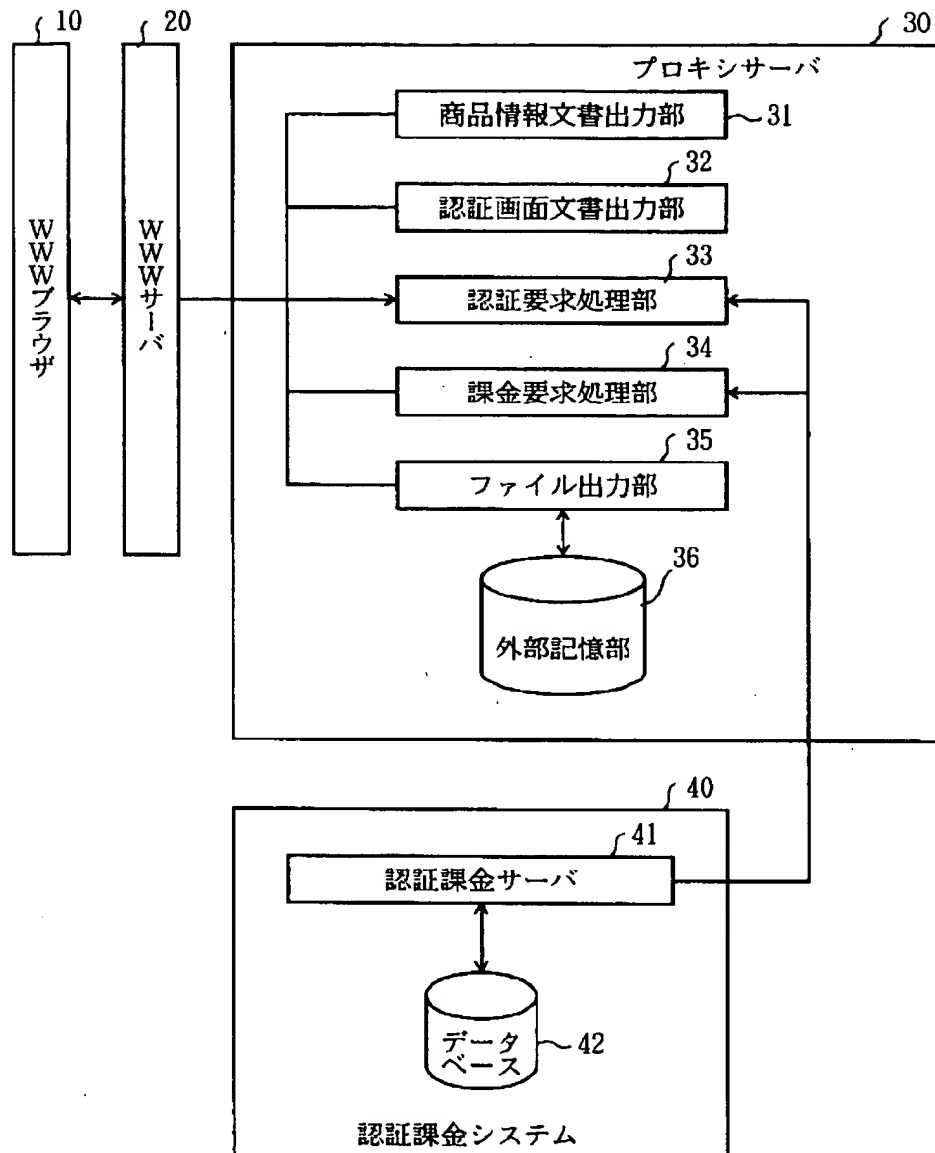 10
20
30
プロキシサーバ
商品情報文書出力部
31
32
認証画面文書出力部
33
認証要求処理部
34
課金要求処理部
35
ファイル出力部
36
外部記憶部
WWWブラウザ
WWWサーバ
40
41
認証課金サーバ
データ
ベース
42
認証課金システム